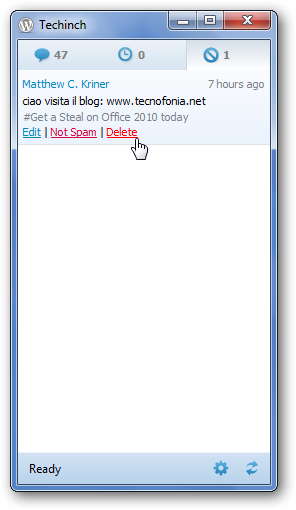 Techinch
47 0 1
Matthew C. Kriner 7 hours ago
ciao visita il blog: www.tecnofonia.net
#Get a Steal on Office 2010 today
Edit | Not Spam | Delete
Ready